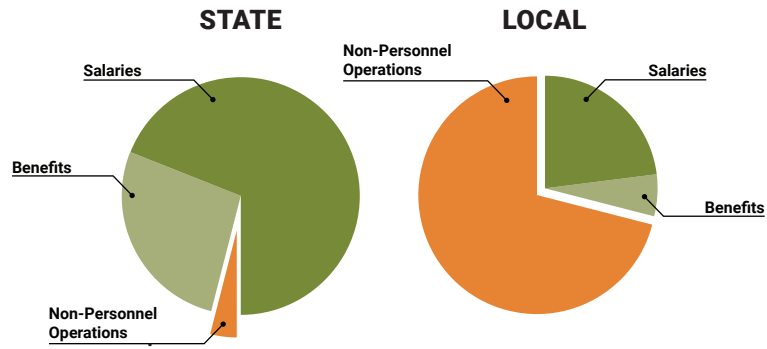 STATE
Salaries
Benefits
Non-Personnel
Operations
LOCAL
Non-Personnel
Operations
Salaries
Benefits